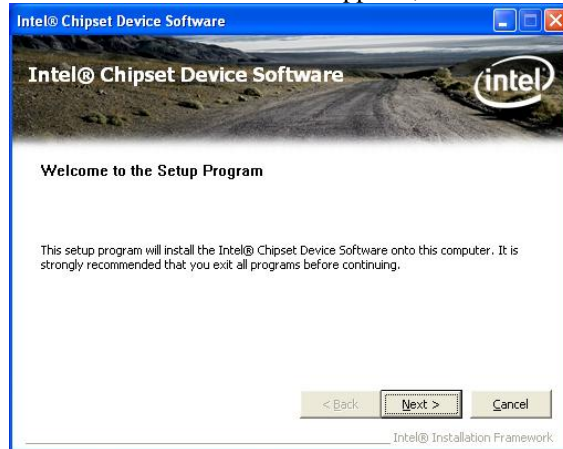 Intel® Chipset Device Software
Intel® Chipset Device Software
intel
Welcome to the Setup Program
This setup program will install the Intel® Chipset Device Software onto this computer. It is
strongly recommended that you exit all programs before continuing.
< Back Next > Cancel
Intel® Installation Framework